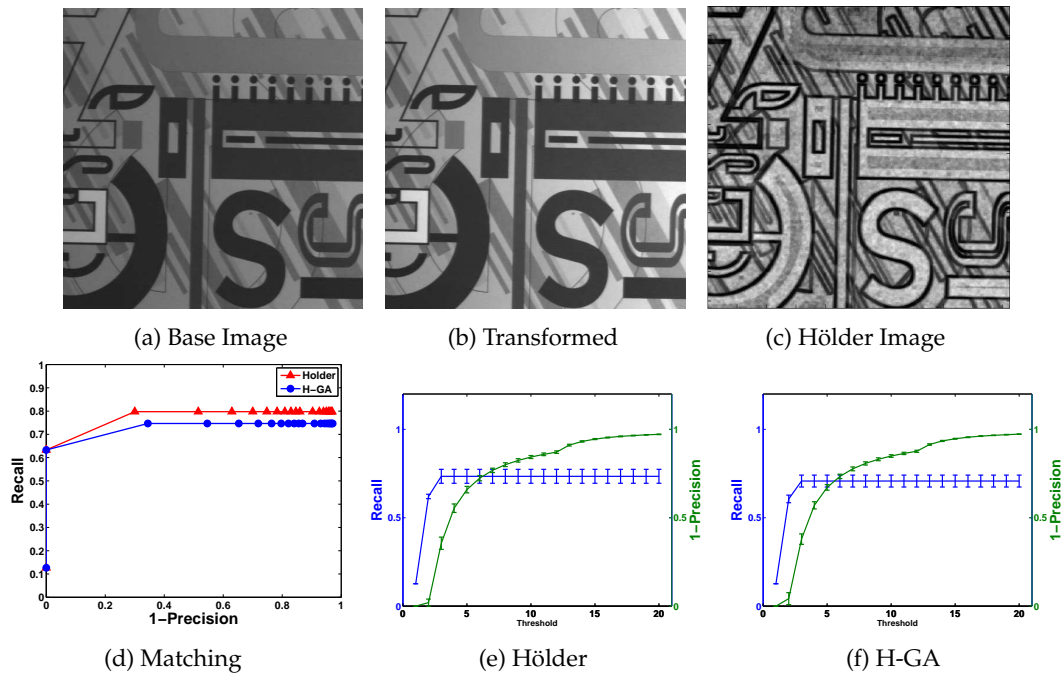 (a) Base Image
(b) Transformed
(c) Hölder Image
1
0.9
0.8
0.7
0.6
0.5
0.4
0.3
0.2
0.1
0
0
0.2
0.4
0.6
0.8
1
Recall
1−Precision
Holder
H−GA
(d) Matching
1
0.5
0
1
0.5
0
0
5
10
15
20
Recall
1−Precision
Threshold
(e) Hölder
1
0.5
0
1
0.5
0
0
5
10
15
20
Recall
1−Precision
Threshold
(f) H-GA